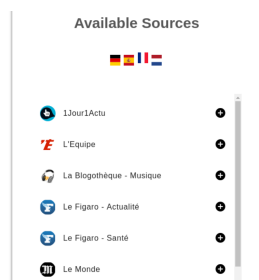 Available Sources
1Jour1Actu
L'Equipe
La Blogothèque - Musique
Le Figaro - Actualité
Le Figaro - Santé
Le Monde